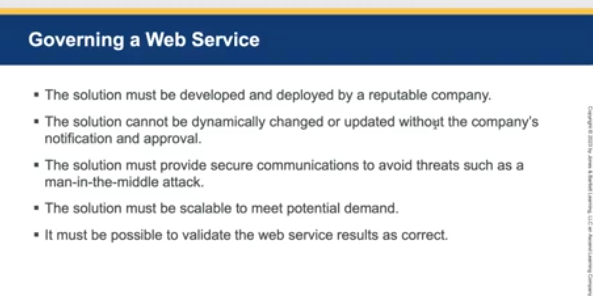 Governing a Web Service
▪ The solution must be developed and deployed by a reputable company.
▪ The solution cannot be dynamically changed or updated without the company's
notification and approval.
▪ The solution must provide secure communications to avoid threats such as a
man-in-the-middle attack.
▪ The solution must be scalable to meet potential demand.
▪ It must be possible to validate the web service results as correct.
Copyright © 2023 by Jones & Bartlett Learning, LLC an Ascend Learning Company